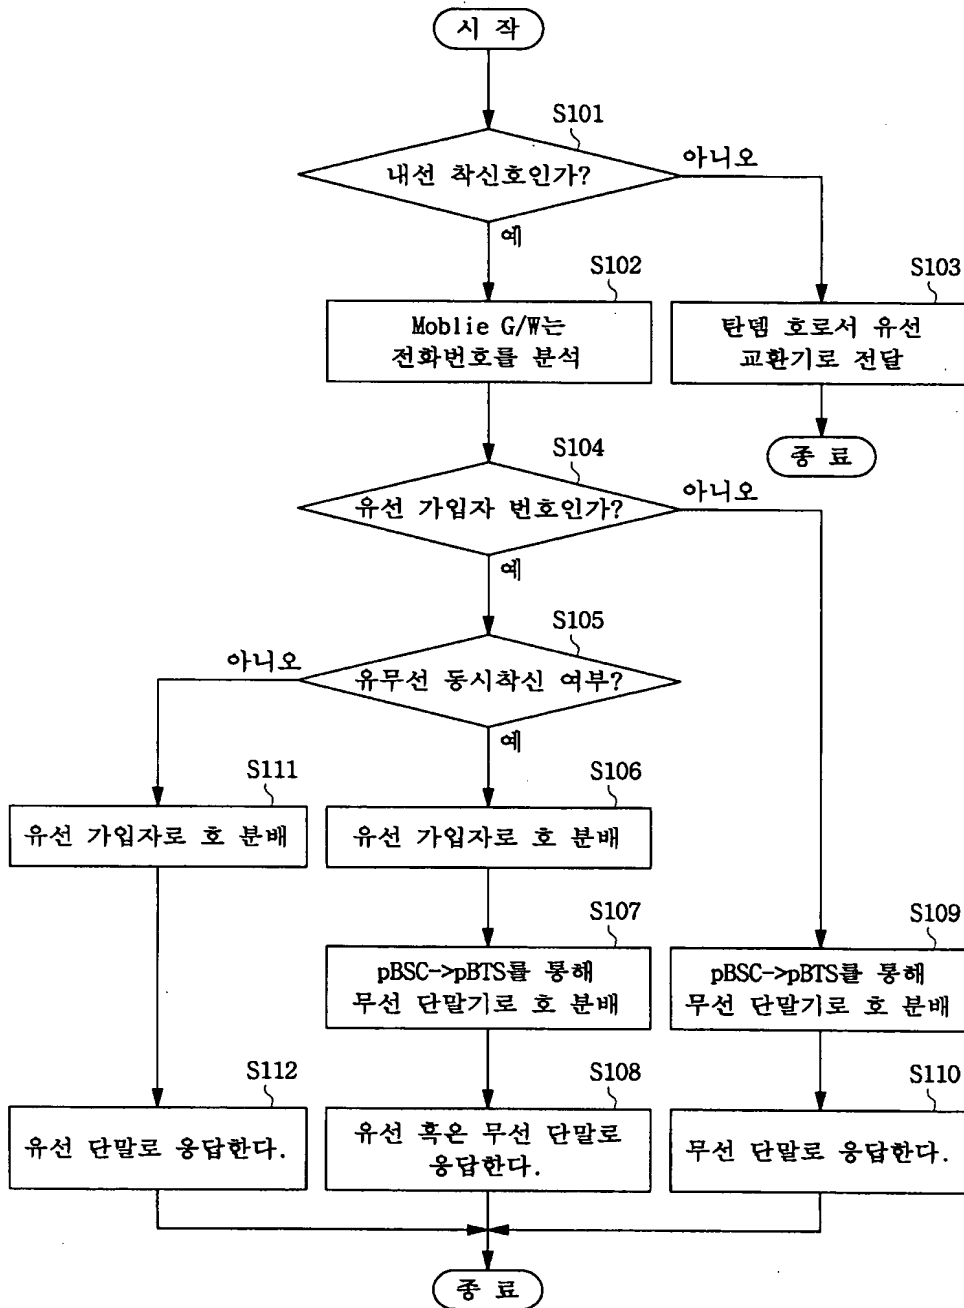 시 작
S101
내선 착신호인가?
아니오
예
S102
S103
Moblie G/W는
전화번호를 분석
탄뎀 호로서 유선
교환기로 전달
종 료
S104
유선 가입자 번호인가?
아니오
예
S105
아니오
유무선 동시착신 여부?
예
S111
S106
유선 가입자로 호 분배
유선 가입자로 호 분배
S107
S109
pBSC->pBTS를 통해
무선 단말기로 호 분배
pBSC->pBTS를 통해
무선 단말기로 호 분배
S112
S108
S110
유선 단말로 응답한다.
유선 혹은 무선 단말로
응답한다.
무선 단말로 응답한다.
종 료